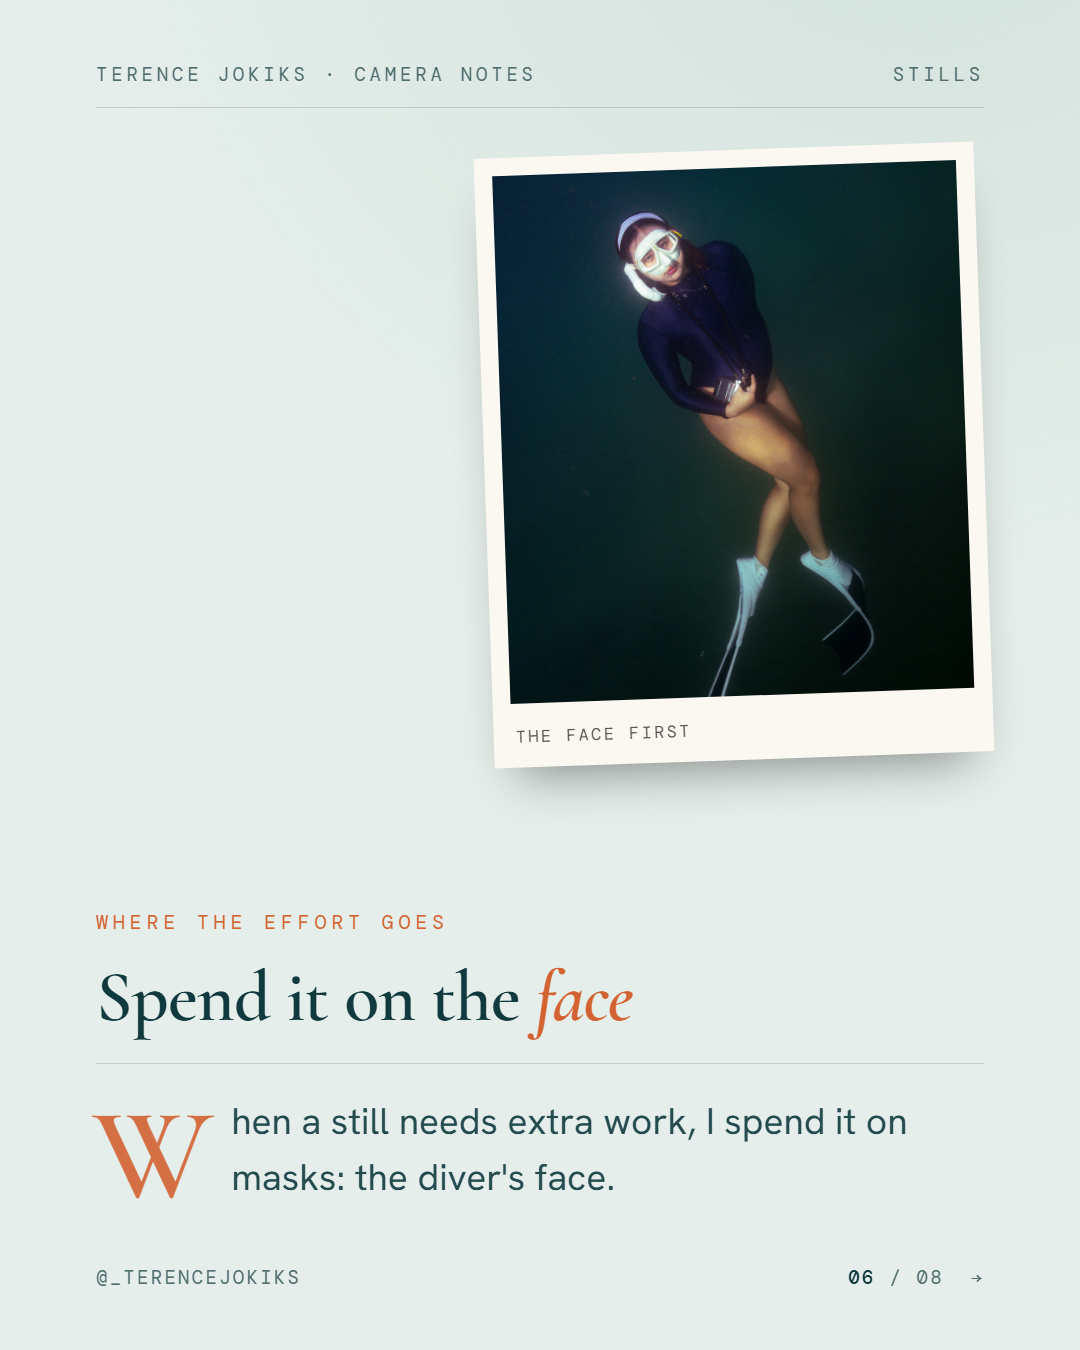 TERENCE JOKIKS · CAMERA NOTES
STILLS
THE FACE FIRST
WHERE THE EFFORT GOES
Spend it on the face
When a still needs extra work, I spend it on
masks: the diver's face.
@_TERENCEJOKIKS
06 / 08 →